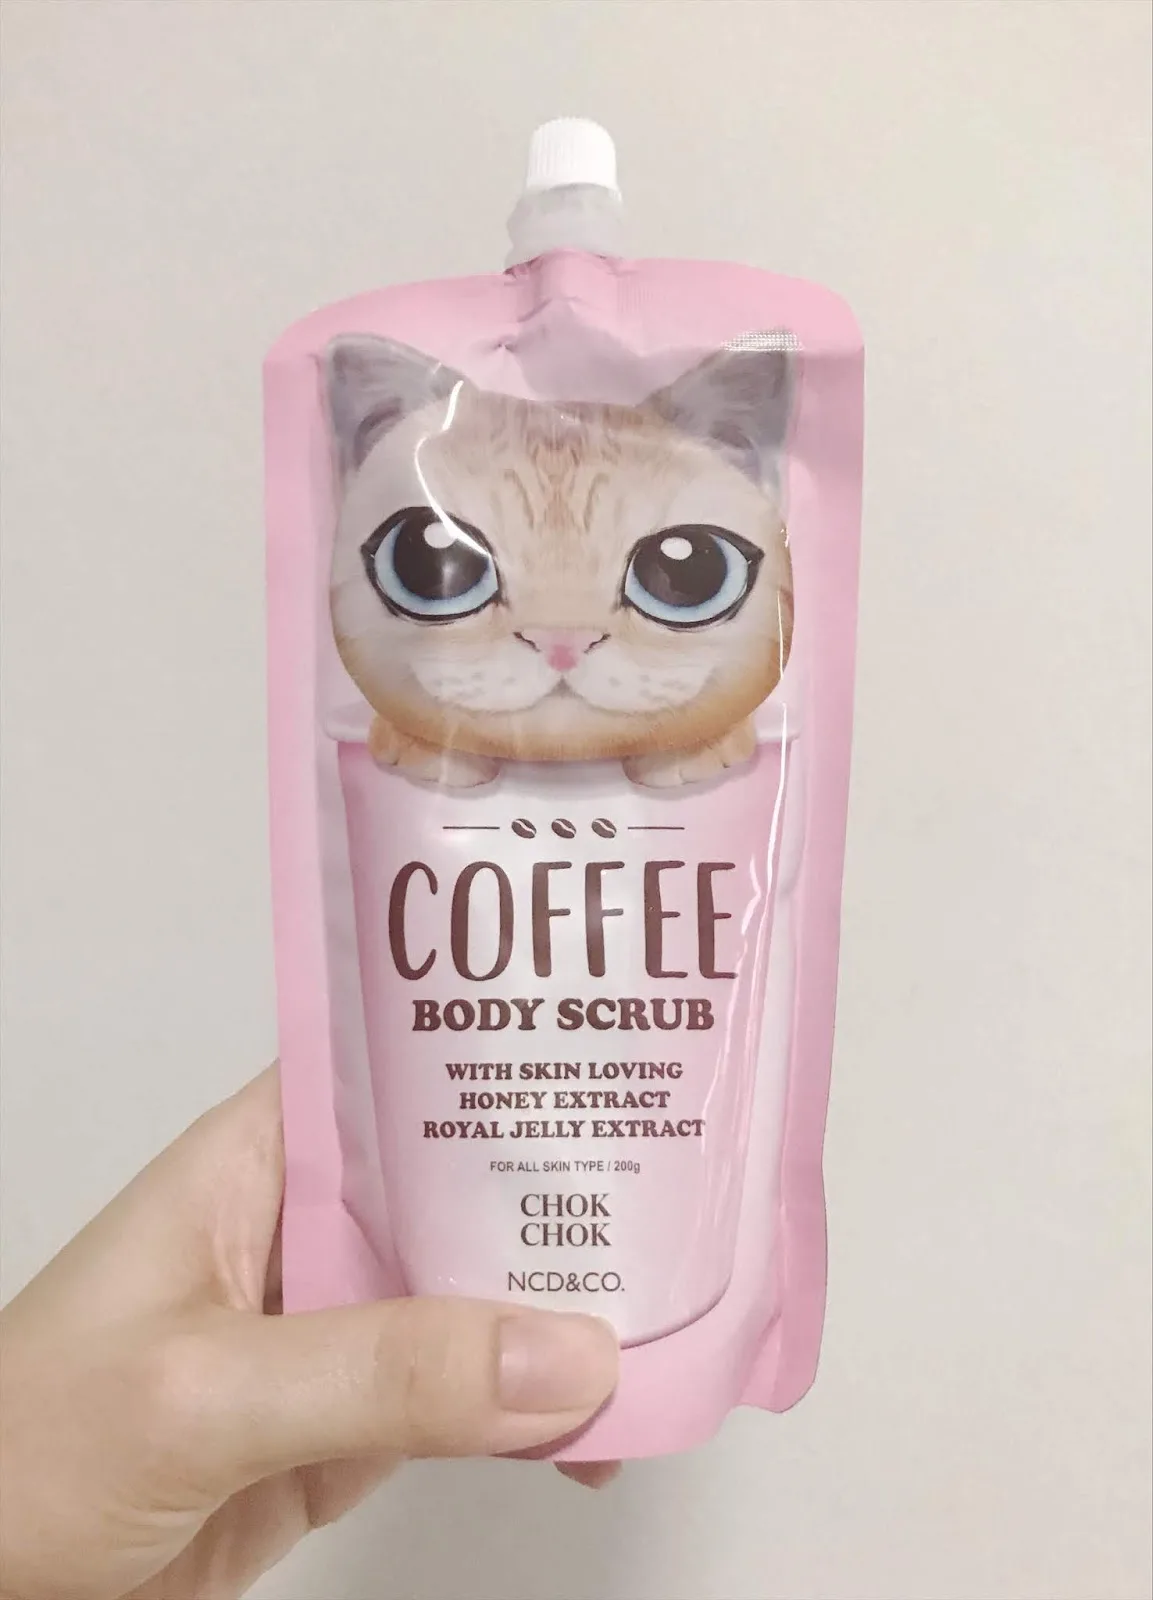 COFFEE
BODY SCRUB
WITH SKIN LOVING
HONEY EXTRACT
ROYAL JELLY EXTRACT
FOR ALL SKIN TYPE / 200g
CHOK
CHOK
NCD&CO.